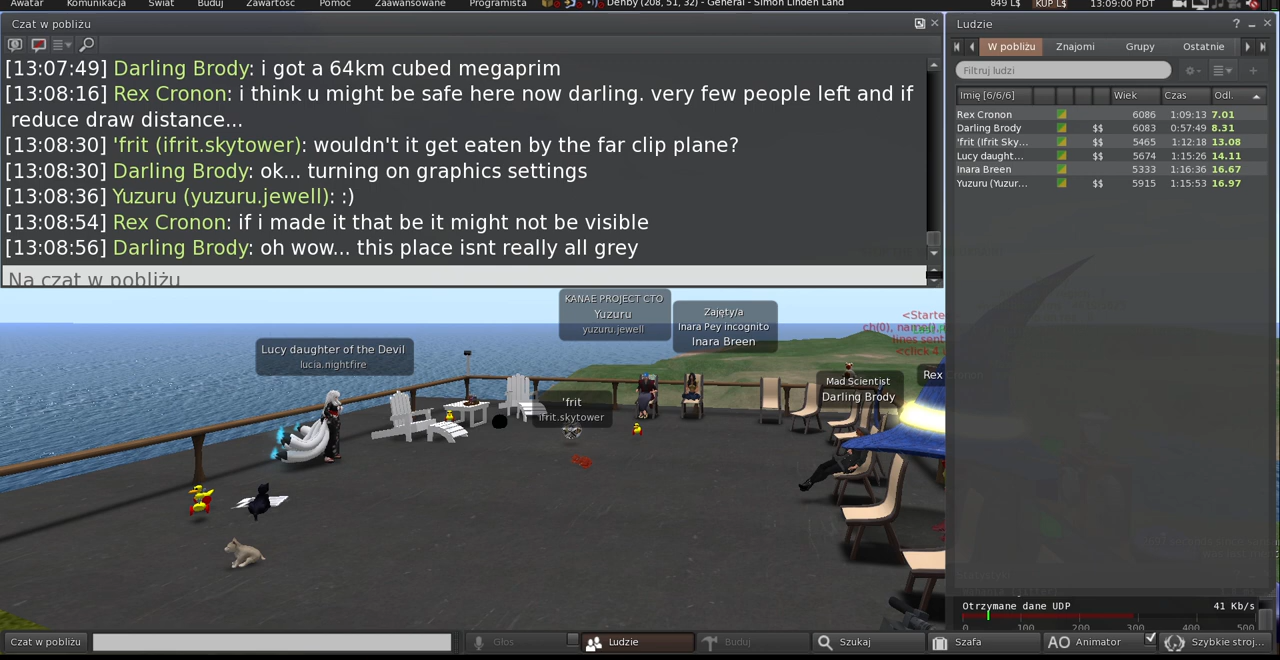 Awatar Komunikacja Świat Buduj Zawartość Pomoc Zaawansowane Programista Denby (208, 51, 32) - General - Simon Linden Land 849 L$ KUP L$ 13:09:00 PDT
Czat w pobliżu
[13:07:49] Darling Brody: i got a 64km cubed megaprim
[13:08:16] Rex Cronon: i think u might be safe here now darling. very few people left and if
reduce draw distance...
[13:08:30] 'frit (ifrit.skytower): wouldn't it get eaten by the far clip plane?
[13:08:30] Darling Brody: ok... turning on graphics settings
[13:08:36] Yuzuru (yuzuru.jewell): :)
[13:08:54] Rex Cronon: if i made it that be it might not be visible
[13:08:56] Darling Brody: oh wow... this place isnt really all grey
Na czat w pobliżu
Ludzie
W pobliżu Znajomi Grupy Ostatnie
Filtruj ludzi
Imię [6/6/6] Wiek Czas Odl.
Rex Cronon 6086 1:09:13 7.01
Darling Brody $$ 6083 0:57:49 8.31
'frit (Ifrit Sky... $$ 5465 1:12:18 13.08
Lucy daught... $$ 5674 1:15:26 14.11
Inara Breen 5333 1:16:36 16.67
Yuzuru (Yuzur... $$ 5915 1:15:53 16.97
KANAE PROJECT CTO
Yuzuru
yuzuru.jewell
Zajęty/a
Inara Pey incognito
Inara Breen
<Starte
ch(0), name()
lines sent
<click 4
Lucy daughter of the Devil
lucia.nightfire
'frit
ifrit.skytower
Mad Scientist
Darling Brody
Rex Cronon
Otrzymane dane UDP 41 Kb/s
0 100 200 300 400 500
Czat w pobliżu Głos Ludzie Buduj Szukaj Szafa AO Animator Szybkie stroj...